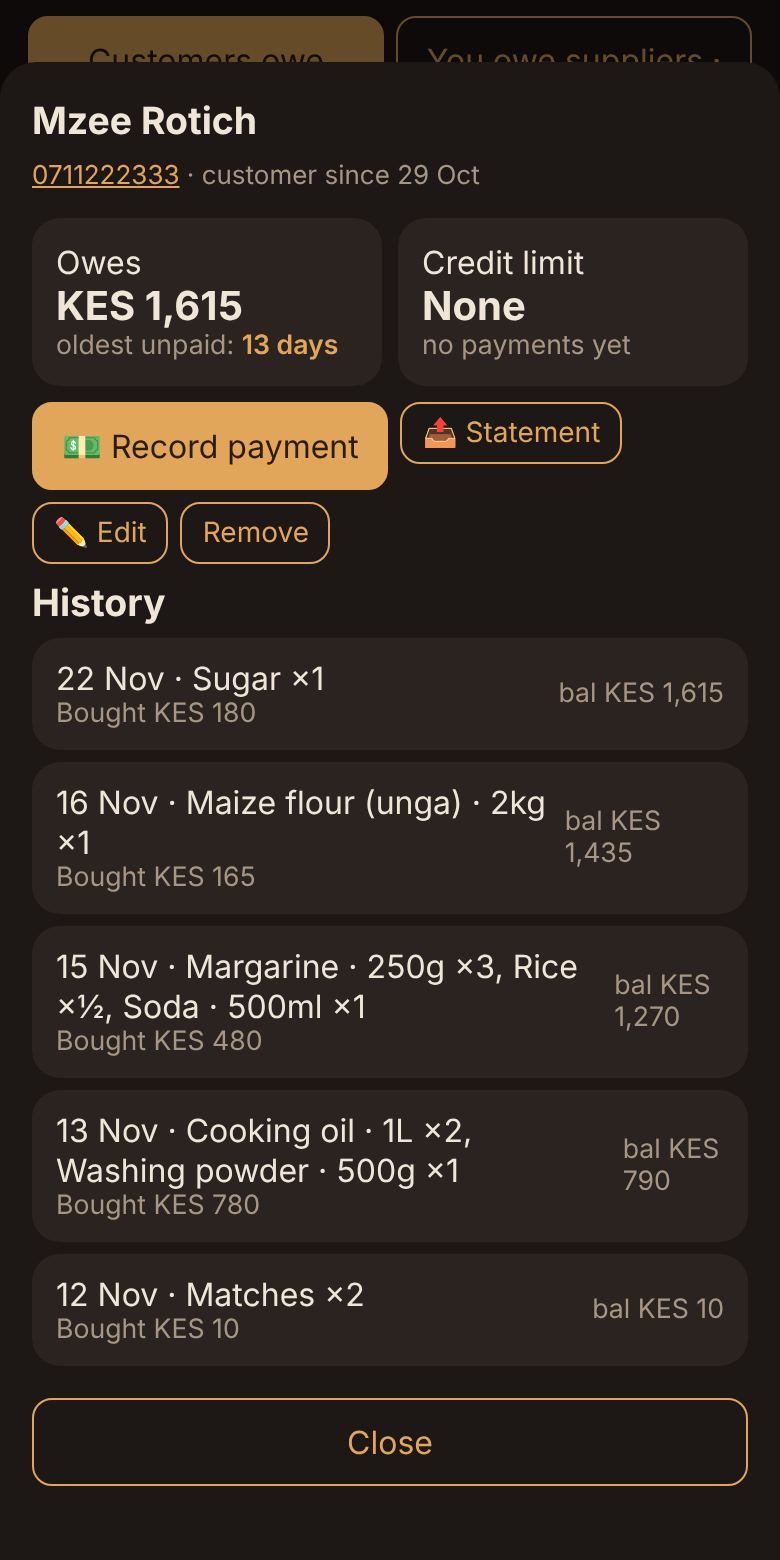 Customers owe
You owe suppliers ·
Mzee Rotich
0711222333 · customer since 29 Oct
Owes
KES 1,615
oldest unpaid: 13 days
Credit limit
None
no payments yet
Record payment
Statement
Edit
Remove
History
22 Nov · Sugar ×1
Bought KES 180
bal KES 1,615
16 Nov · Maize flour (unga) · 2kg
×1
Bought KES 165
bal KES
1,435
15 Nov · Margarine · 250g ×3, Rice
×½, Soda · 500ml ×1
Bought KES 480
bal KES
1,270
13 Nov · Cooking oil · 1L ×2,
Washing powder · 500g ×1
Bought KES 780
bal KES
790
12 Nov · Matches ×2
Bought KES 10
bal KES 10
Close